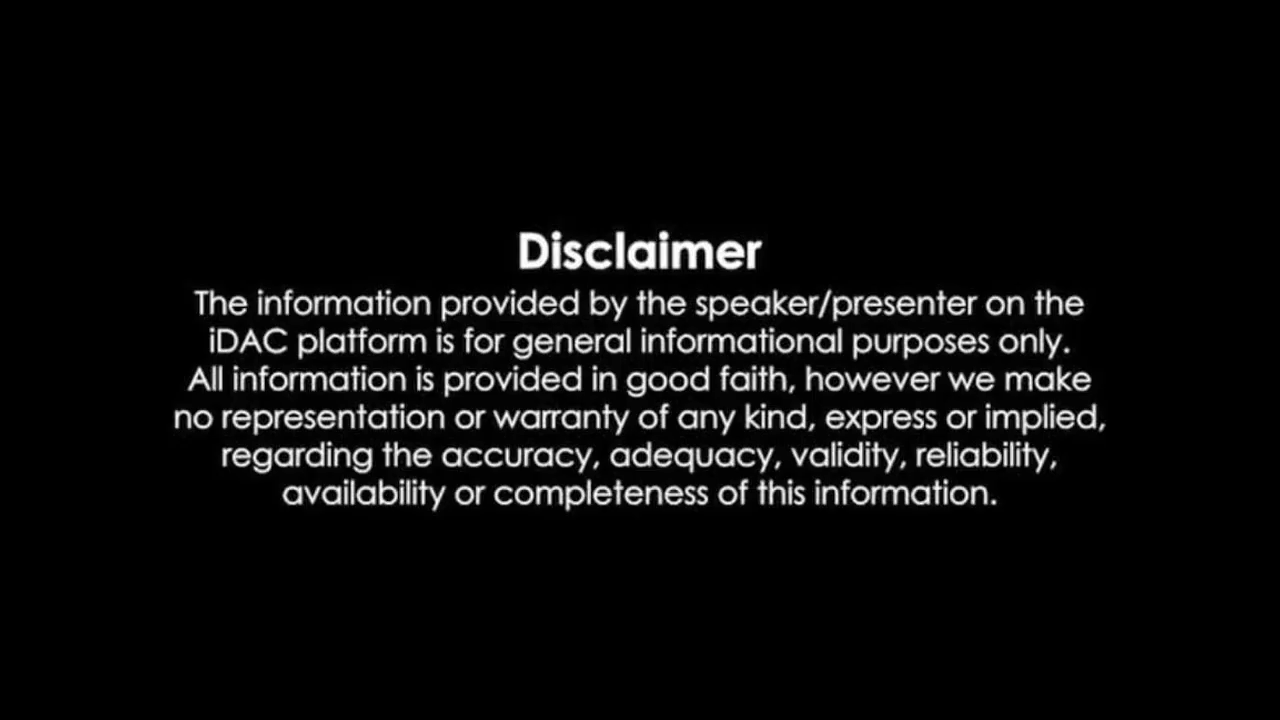 Disclaimer
The information provided by the speaker/presenter on the
iDAC platform is for general informational purposes only.
All information is provided in good faith, however we make
no representation or warranty of any kind, express or implied,
regarding the accuracy, adequacy, validity, reliability,
availability or completeness of this information.